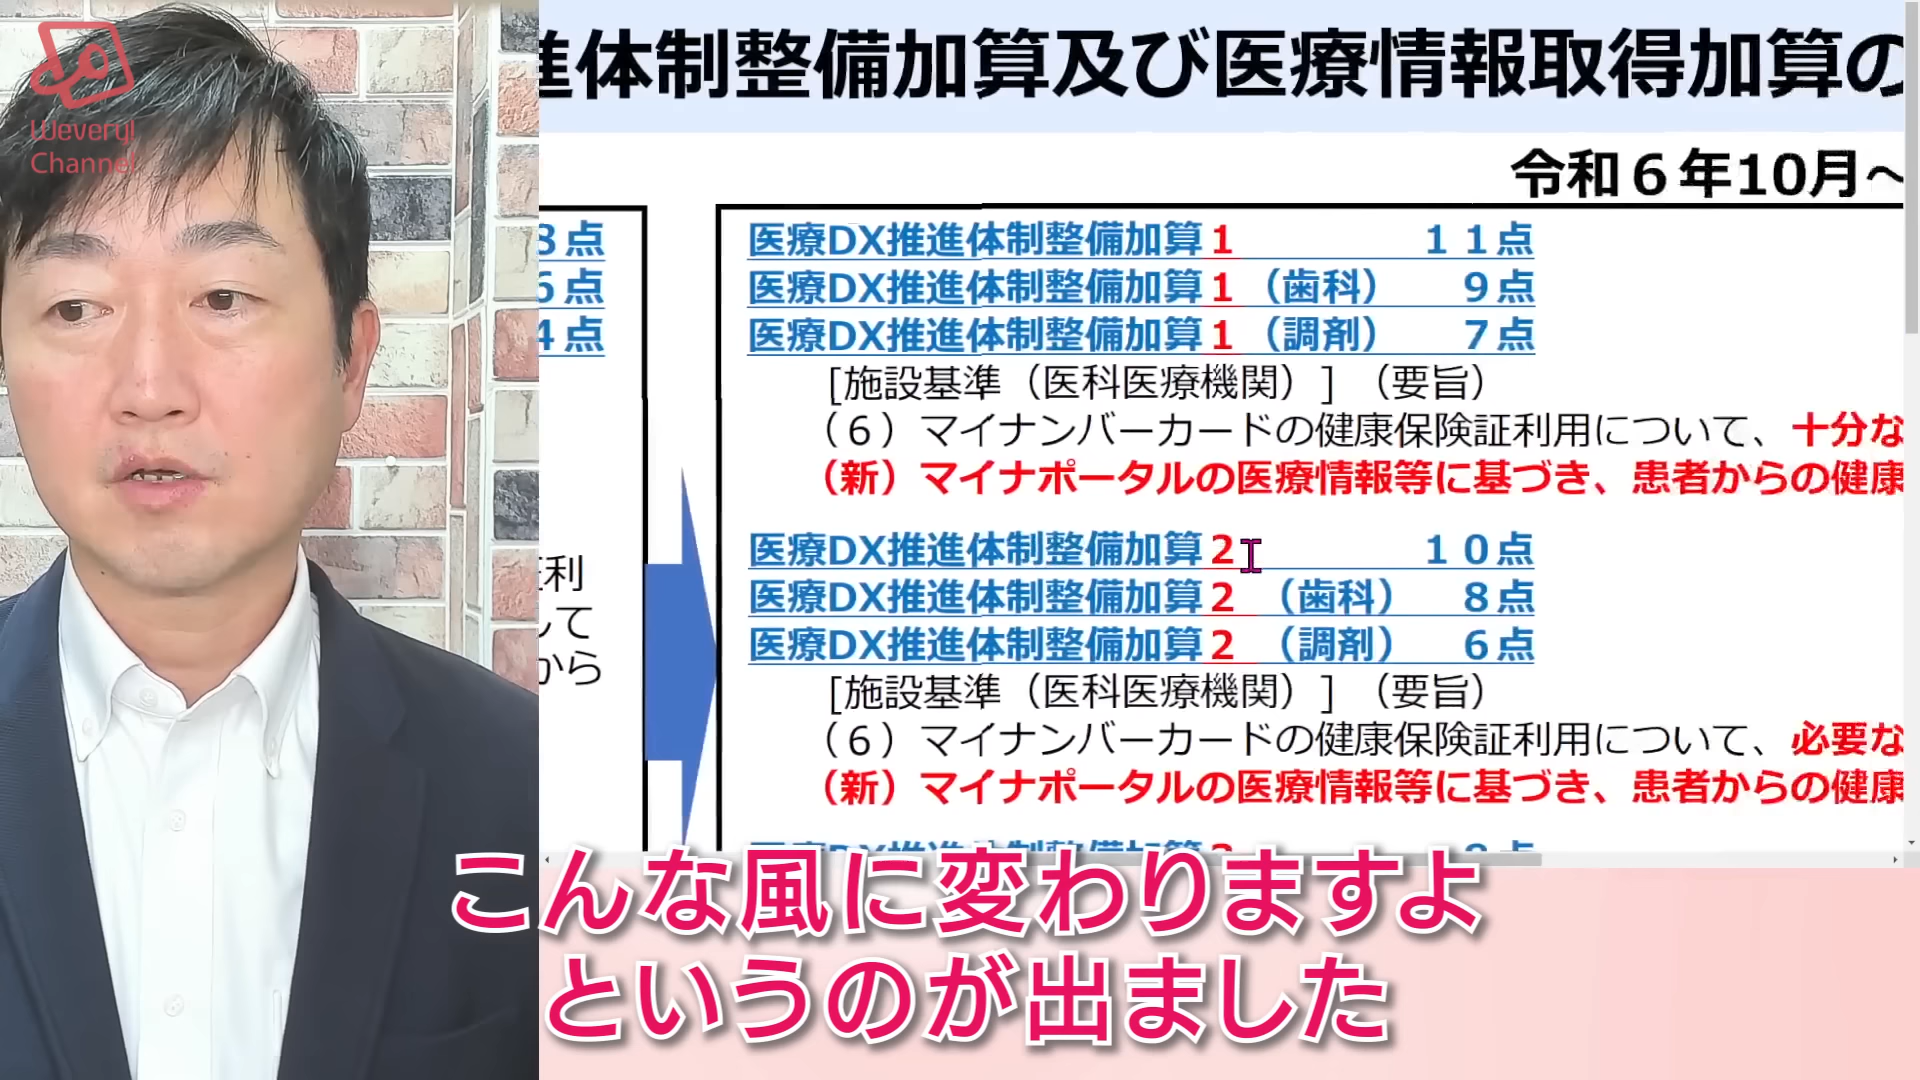 Weveryl
Channel
進体制整備加算及び医療情報取得加算の
令和6年10月~
8点
6点
4点
利
して
から
医療DX推進体制整備加算1 11点
医療DX推進体制整備加算1(歯科) 9点
医療DX推進体制整備加算1(調剤) 7点
[施設基準(医科医療機関)](要旨)
(6)マイナンバーカードの健康保険証利用について、十分な
(新)マイナポータルの医療情報等に基づき、患者からの健康
医療DX推進体制整備加算2 10点
医療DX推進体制整備加算2(歯科) 8点
医療DX推進体制整備加算2(調剤) 6点
[施設基準(医科医療機関)](要旨)
(6)マイナンバーカードの健康保険証利用について、必要な
(新)マイナポータルの医療情報等に基づき、患者からの健康
こんな風に変わりますよ
というのが出ました